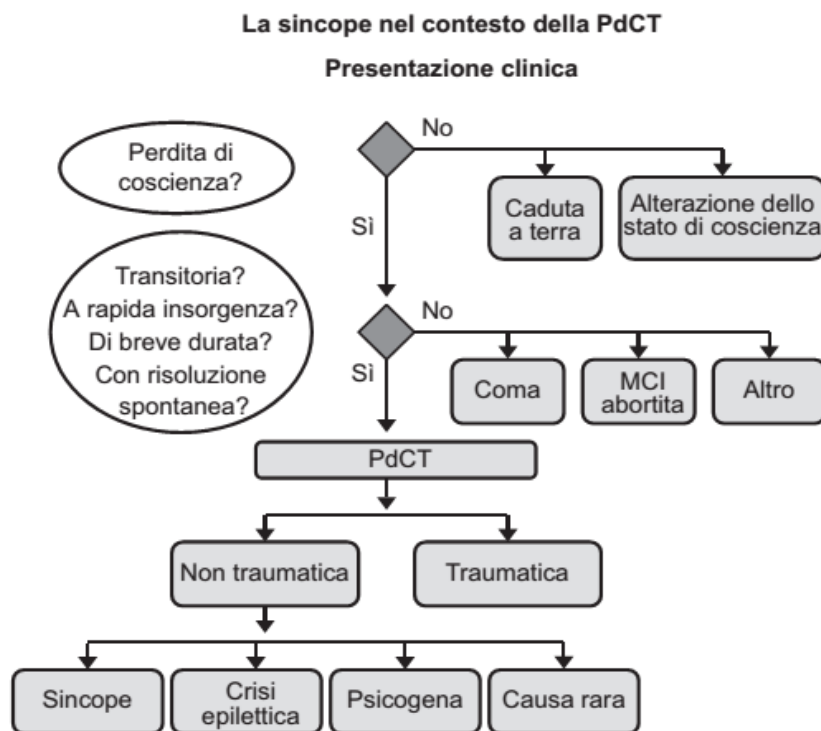 La sincope nel contesto della PdCT
Presentazione clinica
Perdita di
coscienza?
No
Caduta
a terra
Alterazione dello
stato di coscienza
Sì
Transitoria?
A rapida insorgenza?
Di breve durata?
Con risoluzione
spontanea?
No
Coma
MCI
abortita
Altro
Sì
PdCT
Non traumatica
Traumatica
Sincope
Crisi
epilettica
Psicogena
Causa rara